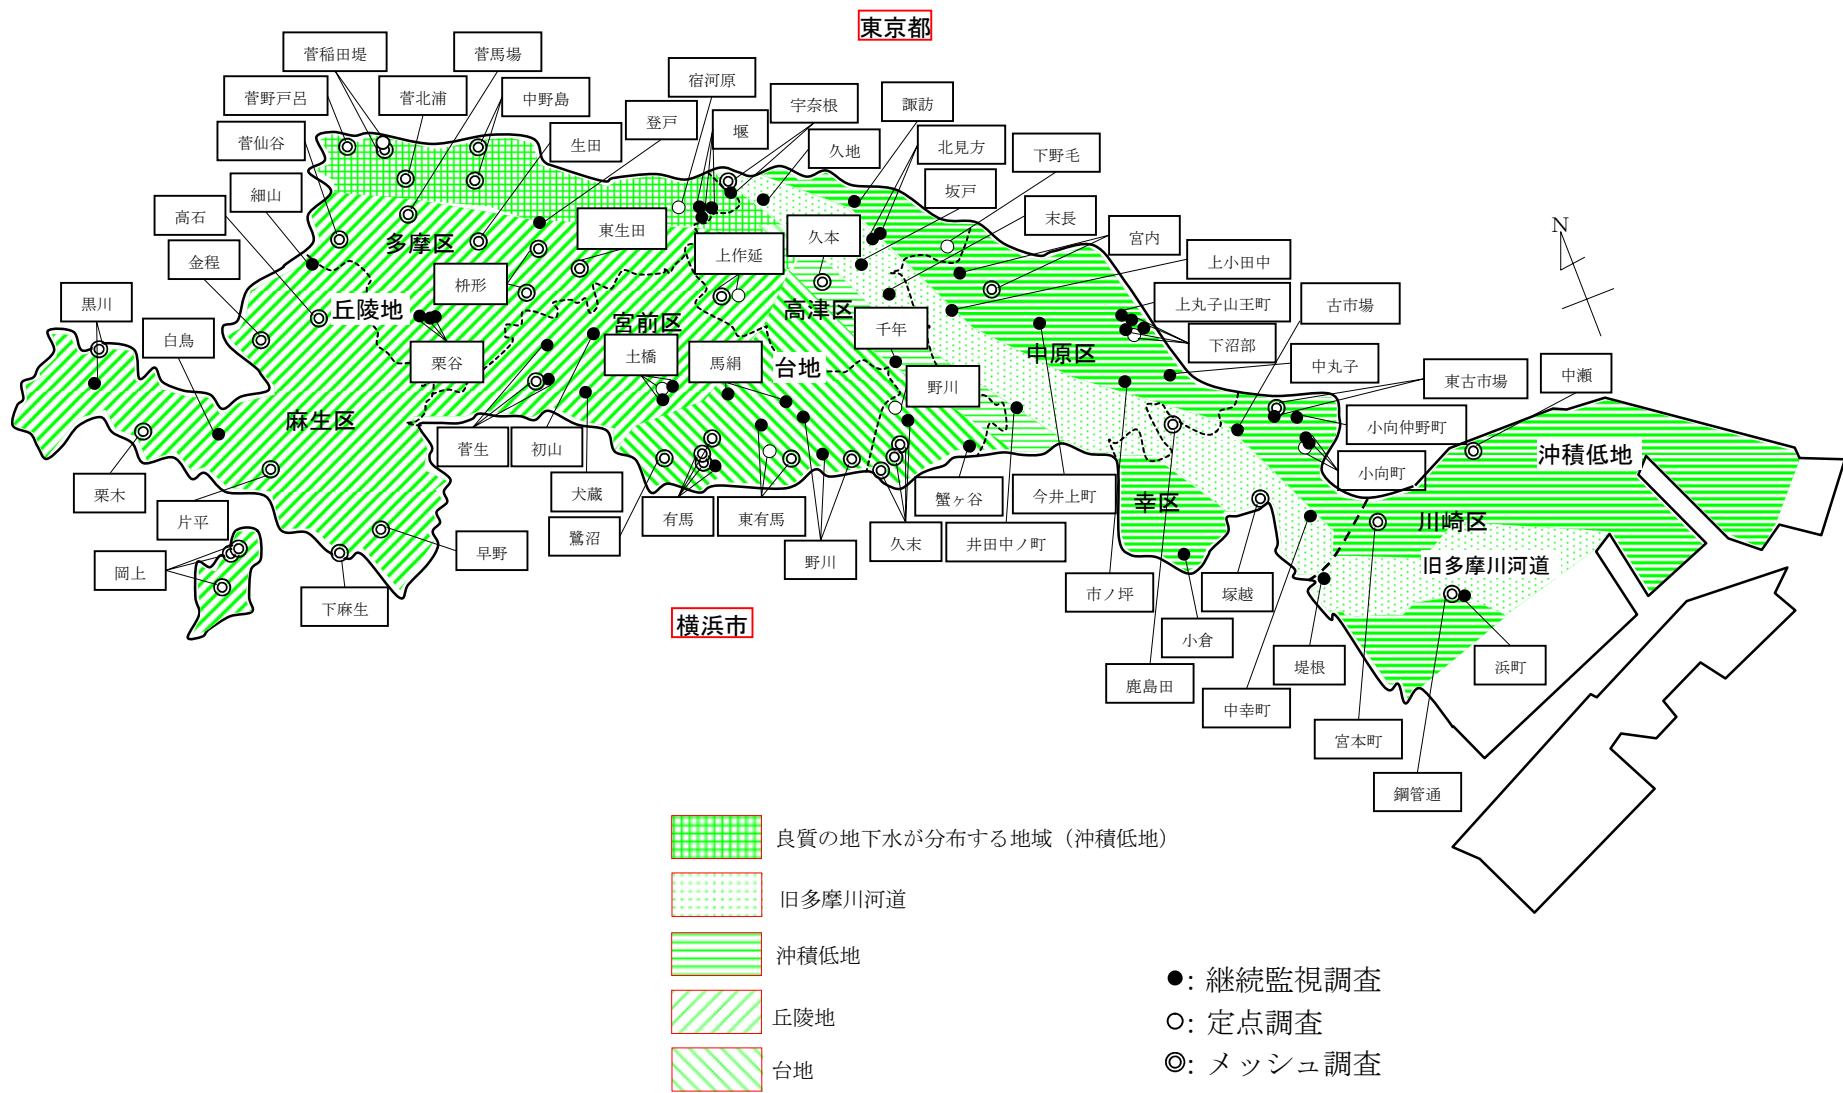 東京都
菅稲田堤
菅馬場
宿河原
菅野戸呂
菅北浦
中野島
登戸
堰
宇奈根
諏訪
菅仙谷
生田
久地
北見方
下野毛
細山
坂戸
高石
東生田
久本
末長
宮内
金程
多摩区
上作延
上小田中
黒川
枡形
丘陵地
宮前区
高津区
上丸子山王町
古市場
N
白鳥
栗谷
土橋
馬絹
台地
千年
中原区
下沼部
中丸子
東古市場
中瀬
野川
麻生区
小向仲野町
菅生
初山
沖積低地
小向町
栗木
犬蔵
蟹ヶ谷
今井上町
幸区
片平
鷺沼
有馬
東有馬
久末
井田中ノ町
川崎区
早野
野川
岡上
旧多摩川河道
下麻生
市ノ坪
塚越
横浜市
小倉
堤根
浜町
鹿島田
中幸町
宮本町
鋼管通
良質の地下水が分布する地域（沖積低地）
旧多摩川河道
沖積低地
丘陵地
台地
●: 継続監視調査
○: 定点調査
◎: メッシュ調査